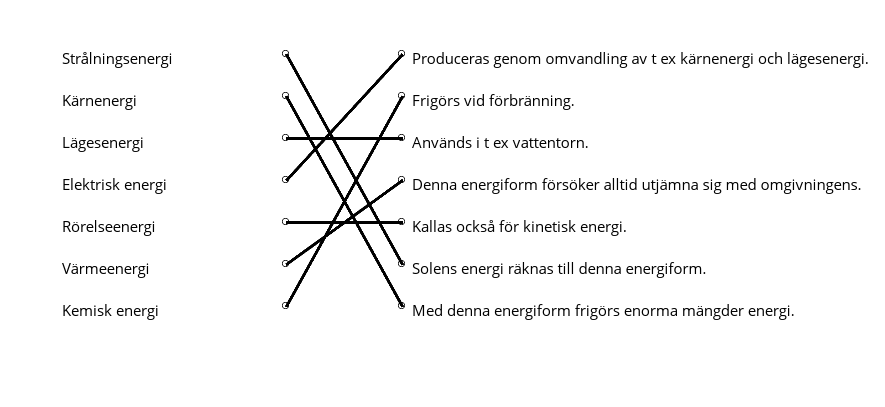 Strålningsenergi Produceras genom omvandling av t ex kärnenergi och lägesenergi.
Kärnenergi Frigörs vid förbränning.
Lägesenergi Används i t ex vattentorn.
Elektrisk energi Denna energiform försöker alltid utjämna sig med omgivningens.
Rörelseenergi Kallas också för kinetisk energi.
Värmeenergi Solens energi räknas till denna energiform.
Kemisk energi Med denna energiform frigörs enorma mängder energi.